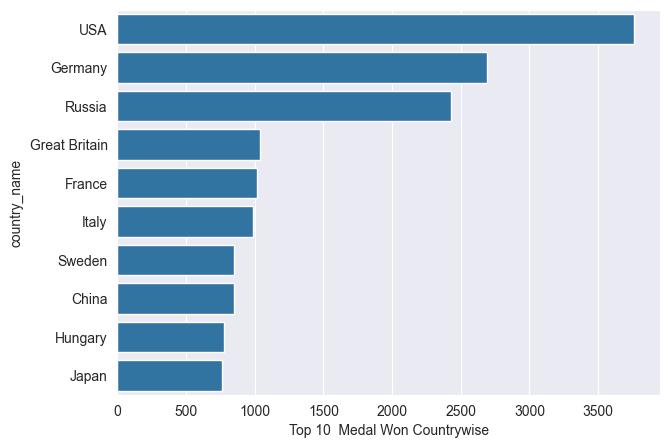 USA
Germany
Russia
Great Britain
France
Italy
Sweden
China
Hungary
Japan
country_name
0 500 1000 1500 2000 2500 3000 3500
Top 10  Medal Won Countrywise